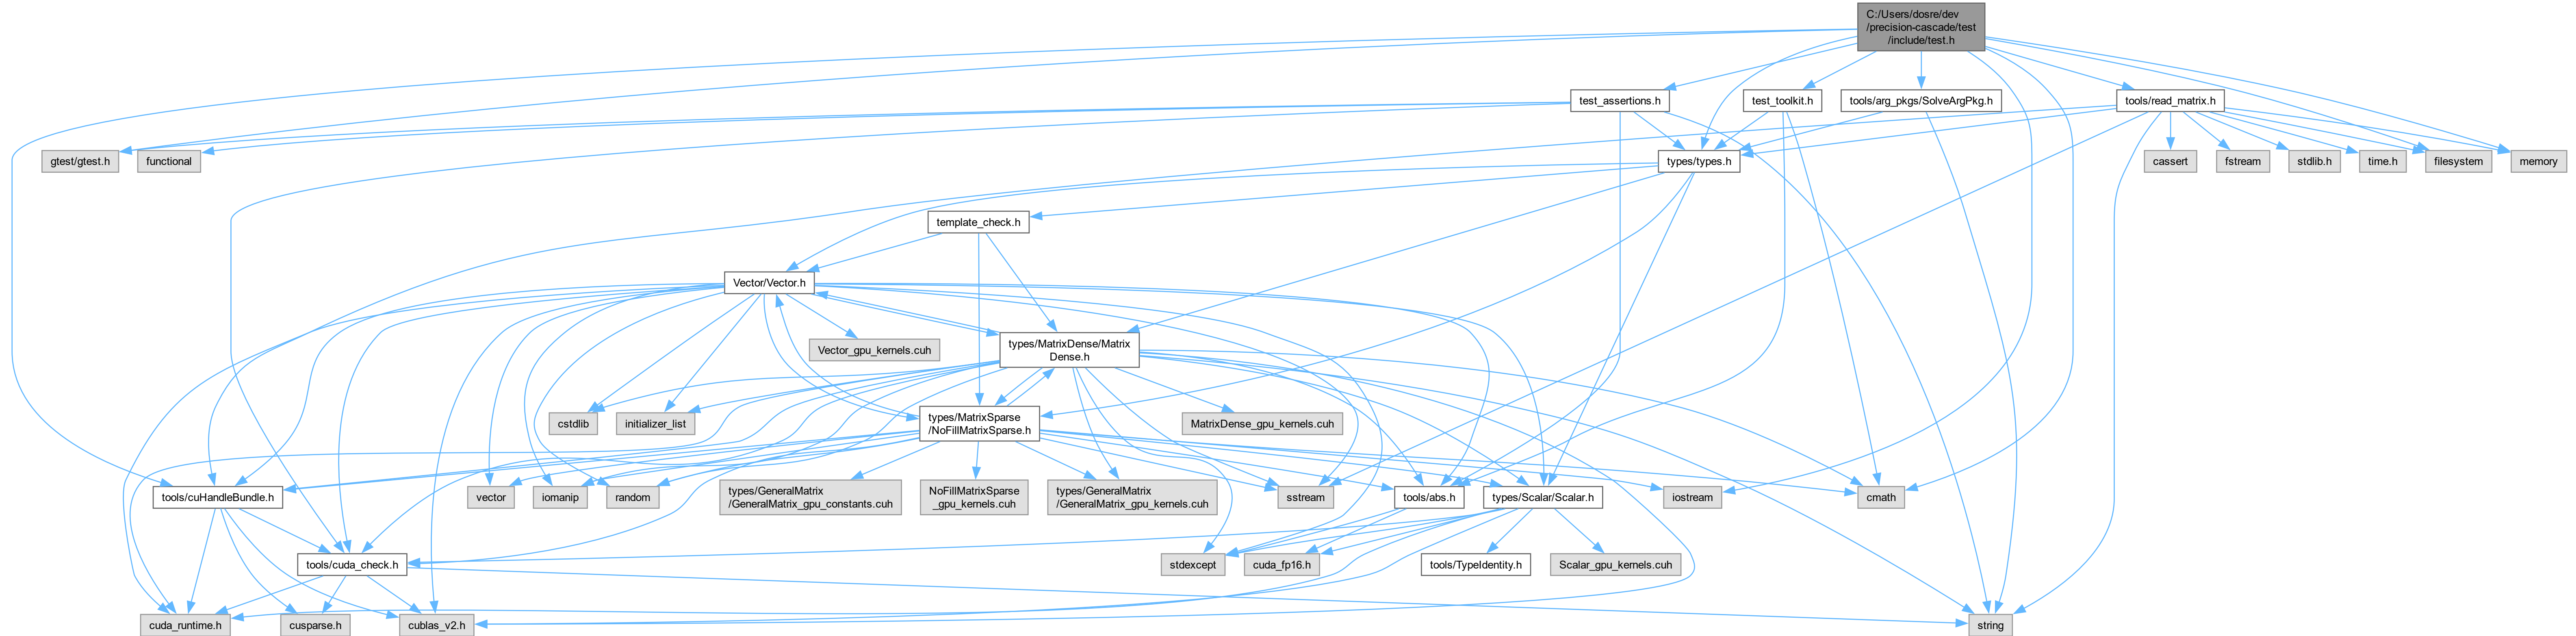 C:/Users/dosre/dev
/precision-cascade/test
/include/test.h
test_assertions.h
test_toolkit.h
tools/arg_pkgs/SolveArgPkg.h
tools/read_matrix.h
gtest/gtest.h
functional
types/types.h
cassert
fstream
stdlib.h
time.h
filesystem
memory
template_check.h
Vector/Vector.h
Vector_gpu_kernels.cuh
types/MatrixDense/Matrix
Dense.h
cstdlib
initializer_list
types/MatrixSparse
/NoFillMatrixSparse.h
MatrixDense_gpu_kernels.cuh
tools/cuHandleBundle.h
vector
iomanip
random
types/GeneralMatrix
/GeneralMatrix_gpu_constants.cuh
NoFillMatrixSparse
_gpu_kernels.cuh
types/GeneralMatrix
/GeneralMatrix_gpu_kernels.cuh
sstream
tools/abs.h
types/Scalar/Scalar.h
iostream
cmath
tools/cuda_check.h
stdexcept
cuda_fp16.h
tools/TypeIdentity.h
Scalar_gpu_kernels.cuh
cuda_runtime.h
cusparse.h
cublas_v2.h
string